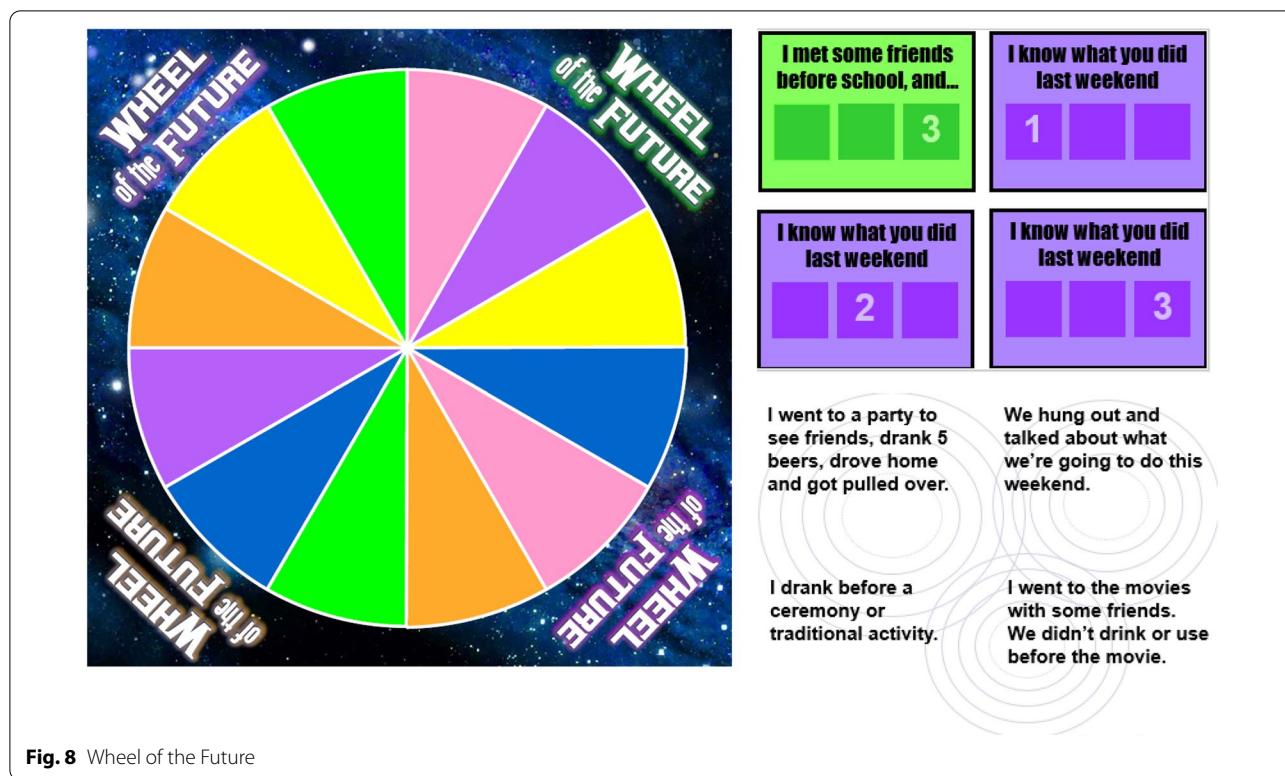 WHEEL
of the FUTURE
WHEEL
of the FUTURE
I met some friends
before school, and...
3
I know what you did
last weekend
1
I know what you did
last weekend
2
I know what you did
last weekend
3
I went to a party to
see friends, drank 5
beers, drove home
and got pulled over.
We hung out and
talked about what
we're going to do this
weekend.
I drank before a
ceremony or
traditional activity.
I went to the movies
with some friends.
We didn't drink or use
before the movie.
WHEEL
of the FUTURE
WHEEL
of the FUTURE
Fig. 8 Wheel of the Future